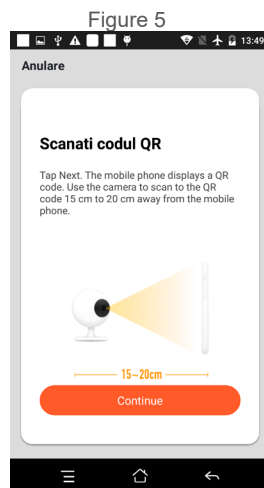 Figure 5
13:49
Anulare
Scanati codul QR
Tap Next. The mobile phone displays a QR
code. Use the camera to scan to the QR
code 15 cm to 20 cm away from the mobile
phone.
15~20cm
Continue